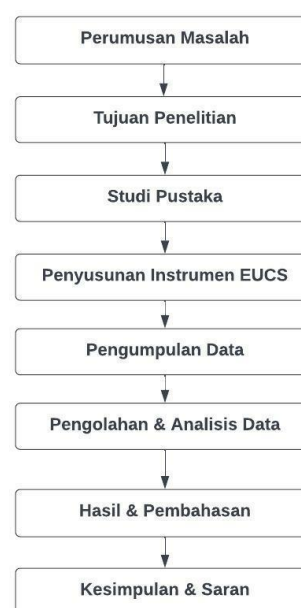 Perumusan Masalah
Tujuan Penelitian
Studi Pustaka
Penyusunan Instrumen EUCS
Pengumpulan Data
Pengolahan & Analisis Data
Hasil & Pembahasan
Kesimpulan & Saran